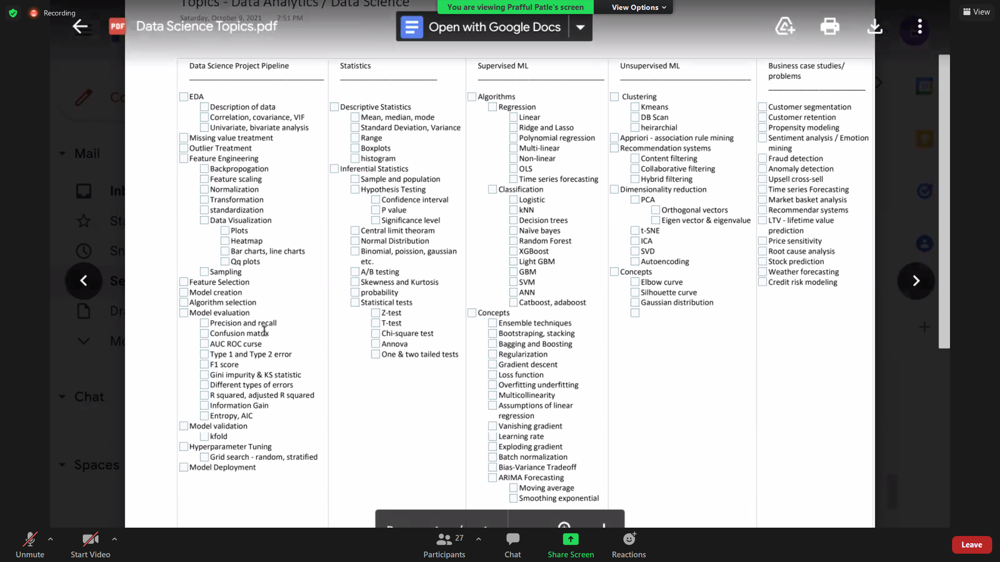 Topics - Data Analytics / Data Science
Saturday, October 9, 2021 7:51 PM
Recording
You are viewing Prafful Patle's screen
View Options
View
PDF
Data Science Topics.pdf
Open with Google Docs
Mail
Chat
Spaces
Data Science Project Pipeline
EDA
Description of data
Correlation, covariance, VIF
Univariate, bivariate analysis
Missing value treatment
Outlier Treatment
Feature Engineering
Backpropogation
Feature scaling
Normalization
Transformation
standardization
Data Visualization
Plots
Heatmap
Bar charts, line charts
Qq plots
Sampling
Feature Selection
Model creation
Algorithm selection
Model evaluation
Precision and recall
Confusion matrix
AUC ROC curse
Type 1 and Type 2 error
F1 score
Gini impurity & KS statistic
Different types of errors
R squared, adjusted R squared
Information Gain
Entropy, AIC
Model validation
kfold
Hyperparameter Tuning
Grid search - random, stratified
Model Deployment
Statistics
Descriptive Statistics
Mean, median, mode
Standard Deviation, Variance
Range
Boxplots
histogram
Inferential Statistics
Sample and population
Hypothesis Testing
Confidence interval
P value
Significance level
Central limit theoram
Normal Distribution
Binomial, poission, gaussian
etc.
A/B testing
Skewness and Kurtosis
probability
Statistical tests
Z-test
T-test
Chi-square test
Annova
One & two tailed tests
Supervised ML
Algorithms
Regression
Linear
Ridge and Lasso
Polynomial regression
Multi-linear
Non-linear
OLS
Time series forecasting
Classification
Logistic
kNN
Decision trees
Naïve bayes
Random Forest
XGBoost
Light GBM
GBM
SVM
ANN
Catboost, adaboost
Concepts
Ensemble techniques
Bootstraping, stacking
Bagging and Boosting
Regularization
Gradient descent
Loss function
Overfitting underfitting
Multicollinearity
Assumptions of linear
regression
Vanishing gradient
Learning rate
Exploding gradient
Batch normalization
Bias-Variance Tradeoff
ARIMA Forecasting
Moving average
Smoothing exponential
Unsupervised ML
Clustering
Kmeans
DB Scan
heirarchial
Appriori - association rule mining
Recommendation systems
Content filtering
Collaborative filtering
Hybrid filtering
Dimensionality reduction
PCA
Orthogonal vectors
Eigen vector & eigenvalue
t-SNE
ICA
SVD
Autoencoding
Concepts
Elbow curve
Silhouette curve
Gaussian distribution
Business case studies/
problems
Customer segmentation
Customer retention
Propensity modeling
Sentiment analysis / Emotion
mining
Fraud detection
Anomaly detection
Upsell cross-sell
Time series Forecasting
Market basket analysis
Recommendar systems
LTV - lifetime value
prediction
Price sensitivity
Root cause analysis
Stock prediction
Weather forecasting
Credit risk modeling
Unmute
Start Video
27
Participants
Chat
Share Screen
Reactions
Leave